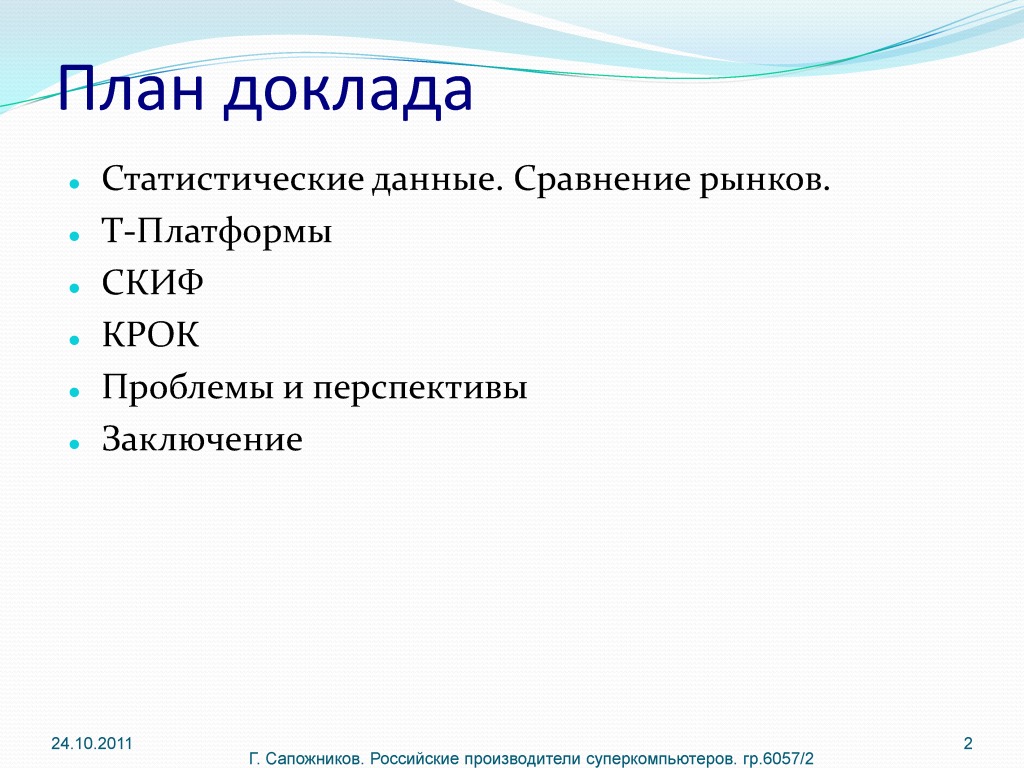 План доклада
Статистические данные. Сравнение рынков.
Т-Платформы
СКИФ
КРОК
Проблемы и перспективы
Заключение
24.10.2011
2
Г. Сапожников. Российские производители суперкомпьютеров. гр.6057/2